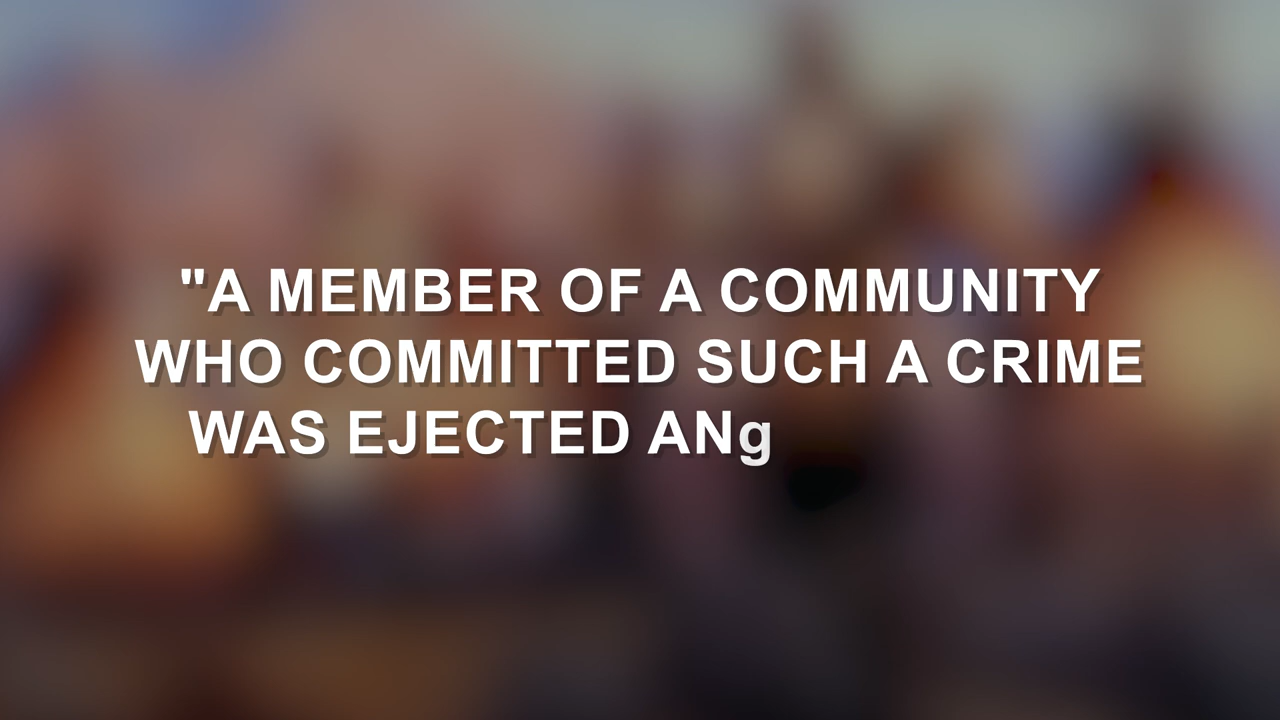 "A MEMBER OF A COMMUNITY
WHO COMMITTED SUCH A CRIME
WAS EJECTED ANg